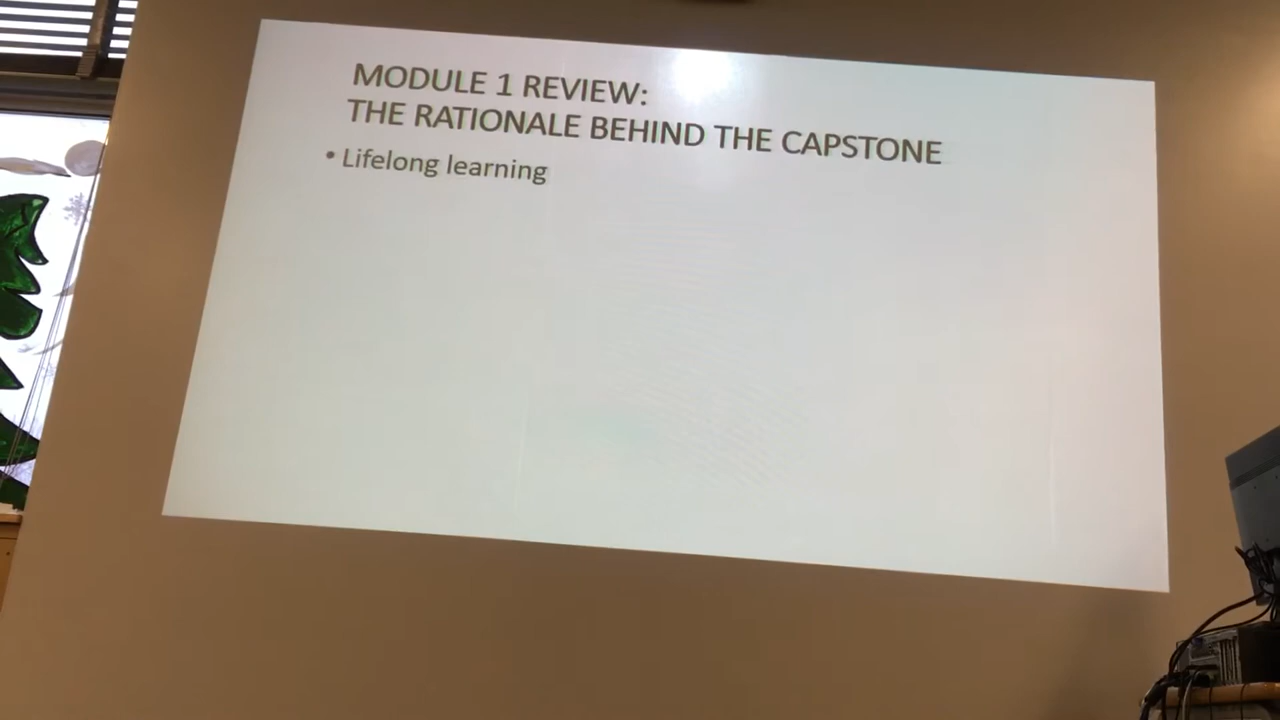 MODULE 1 REVIEW:
THE RATIONALE BEHIND THE CAPSTONE
• Lifelong learning